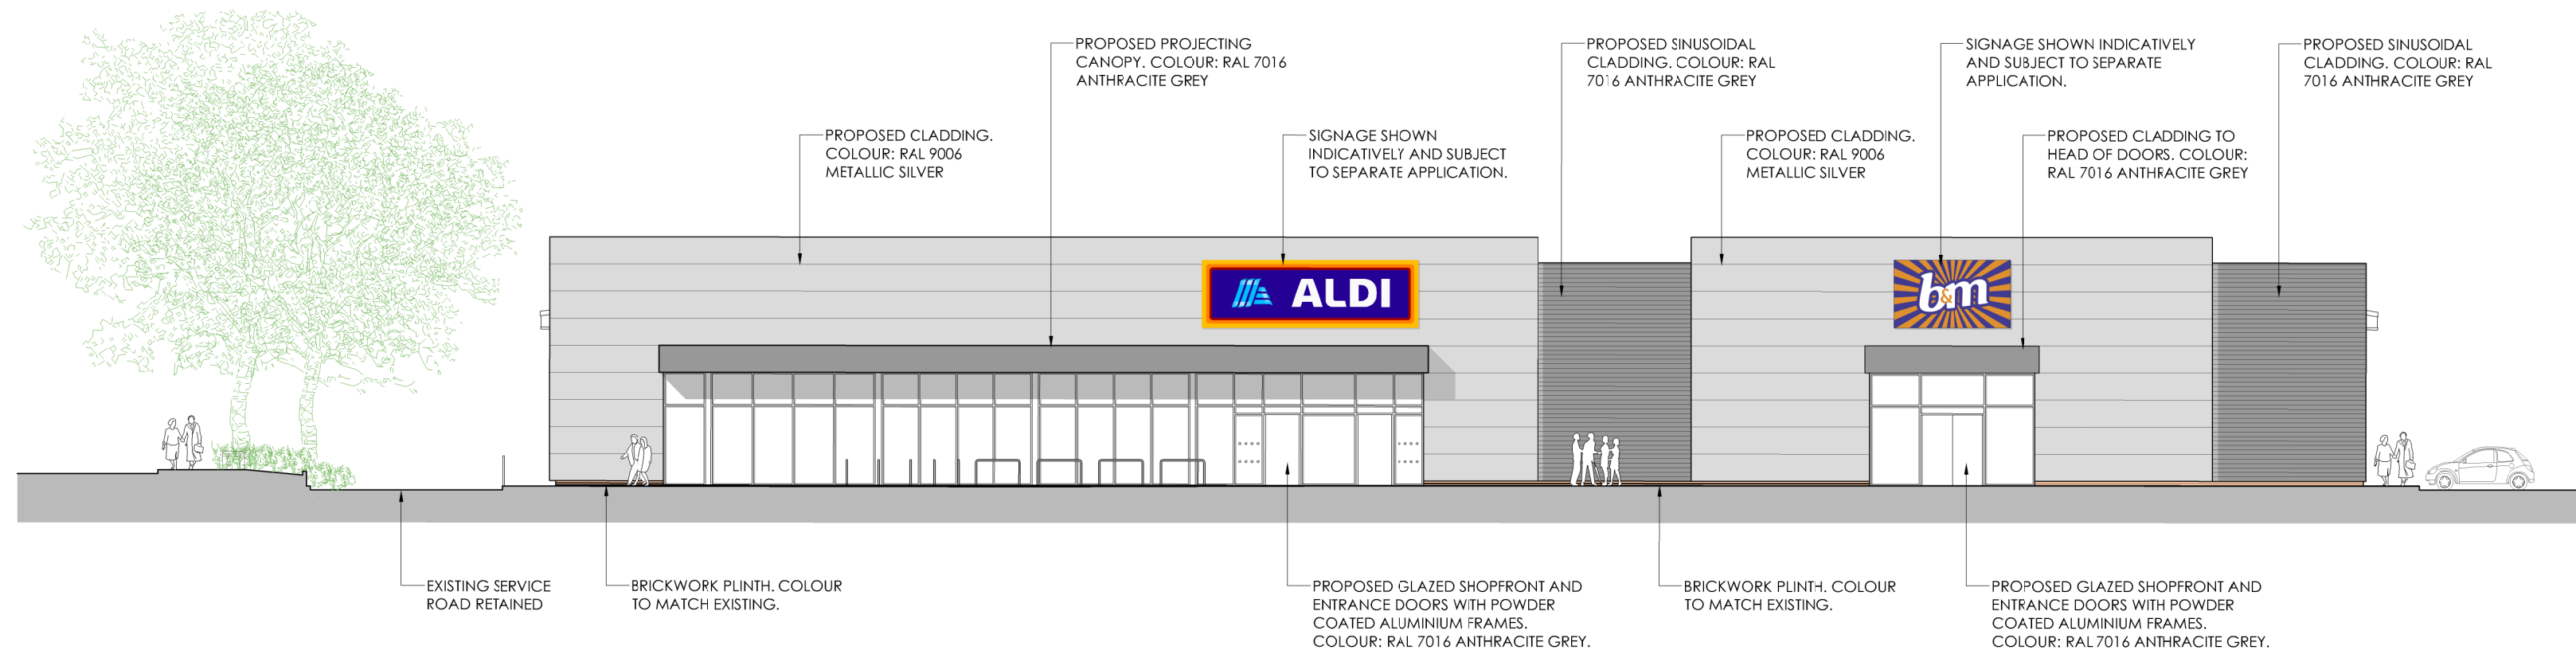 PROPOSED PROJECTING
CANOPY. COLOUR: RAL 7016
ANTHRACITE GREY
PROPOSED SINUSOIDAL
CLADDING. COLOUR: RAL
7016 ANTHRACITE GREY
SIGNAGE SHOWN INDICATIVELY
AND SUBJECT TO SEPARATE
APPLICATION.
PROPOSED SINUSOIDAL
CLADDING. COLOUR: RAL
7016 ANTHRACITE GREY
PROPOSED CLADDING.
COLOUR: RAL 9006
METALLIC SILVER
SIGNAGE SHOWN
INDICATIVELY AND SUBJECT
TO SEPARATE APPLICATION.
PROPOSED CLADDING.
COLOUR: RAL 9006
METALLIC SILVER
PROPOSED CLADDING TO
HEAD OF DOORS. COLOUR:
RAL 7016 ANTHRACITE GREY
ALDI
b&m
EXISTING SERVICE
ROAD RETAINED
BRICKWORK PLINTH. COLOUR
TO MATCH EXISTING.
PROPOSED GLAZED SHOPFRONT AND
ENTRANCE DOORS WITH POWDER
COATED ALUMINIUM FRAMES.
COLOUR: RAL 7016 ANTHRACITE GREY.
BRICKWORK PLINTH. COLOUR
TO MATCH EXISTING.
PROPOSED GLAZED SHOPFRONT AND
ENTRANCE DOORS WITH POWDER
COATED ALUMINIUM FRAMES.
COLOUR: RAL 7016 ANTHRACITE GREY.